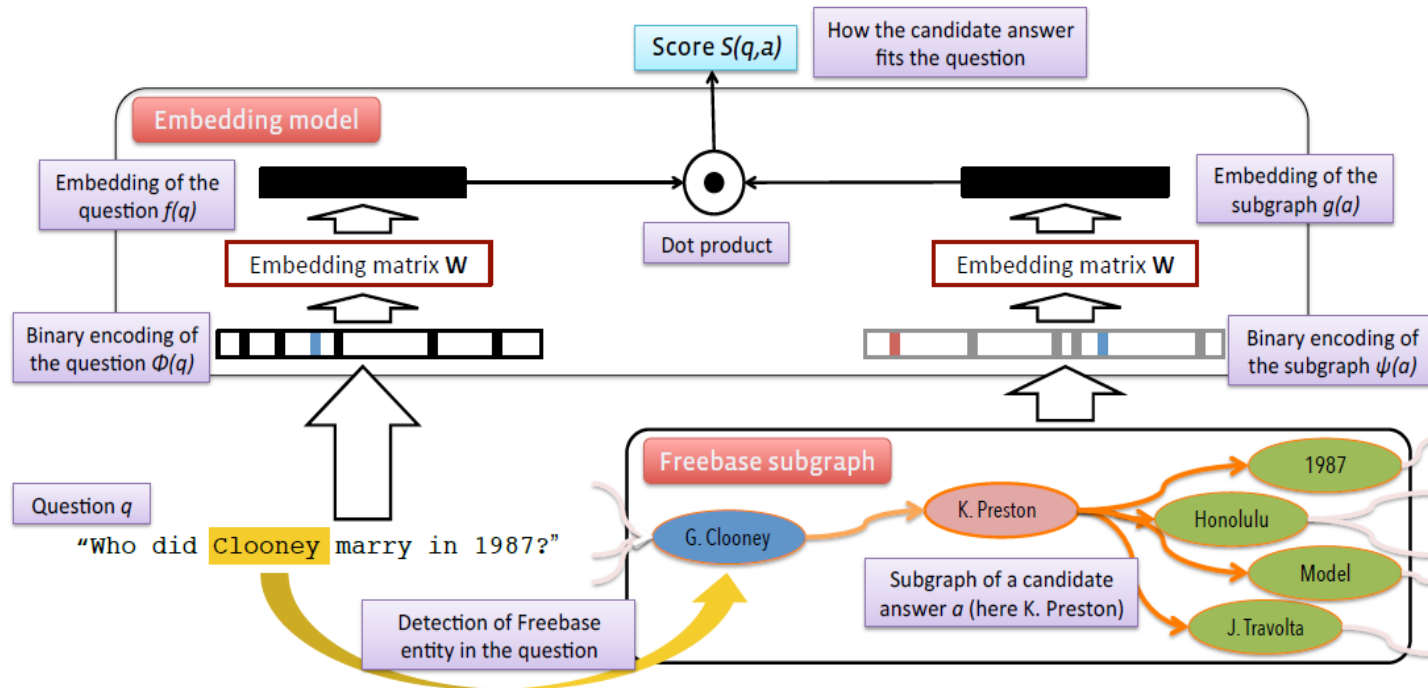 Score S(q,a)
How the candidate answer
fits the question
Embedding model
Embedding of the
question f(q)
Embedding of the
subgraph g(a)
Dot product
Embedding matrix W
Embedding matrix W
Binary encoding of
the question Φ(q)
Binary encoding of
the subgraph ψ(a)
Freebase subgraph
Question q
“Who did Clooney marry in 1987?”
G. Clooney
K. Preston
1987
Honolulu
Model
J. Travolta
Subgraph of a candidate
answer a (here K. Preston)
Detection of Freebase
entity in the question